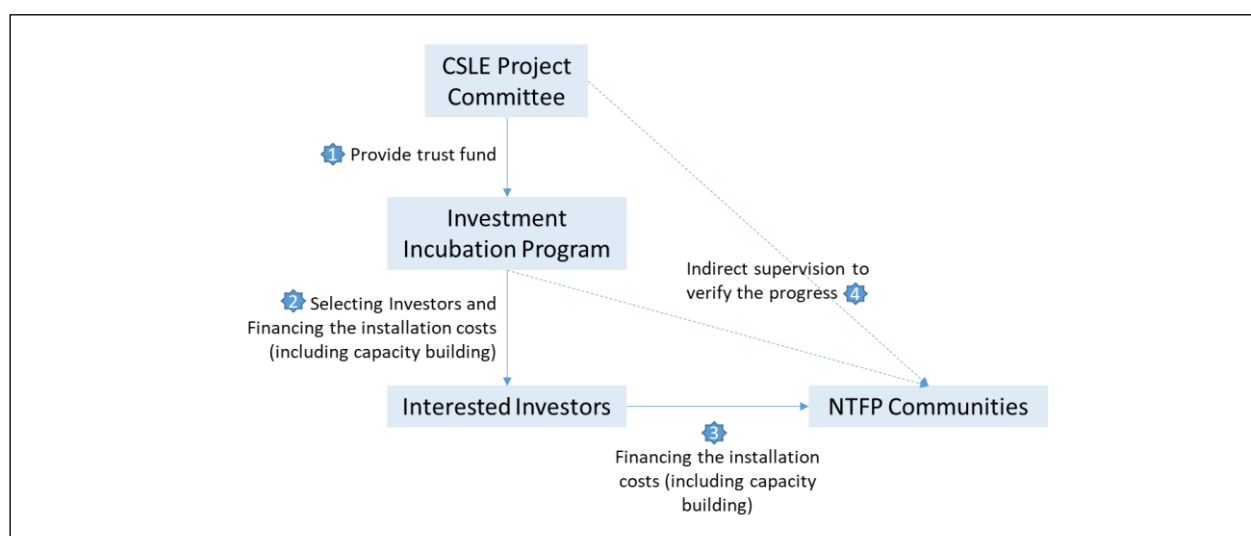 CSLE Project
Committee
1 Provide trust fund
Investment
Incubation Program
Indirect supervision to
verify the progress 4
2 Selecting Investors and
Financing the installation costs
(including capacity building)
Interested Investors
NTFP Communities
3
Financing the installation
costs (including capacity
building)